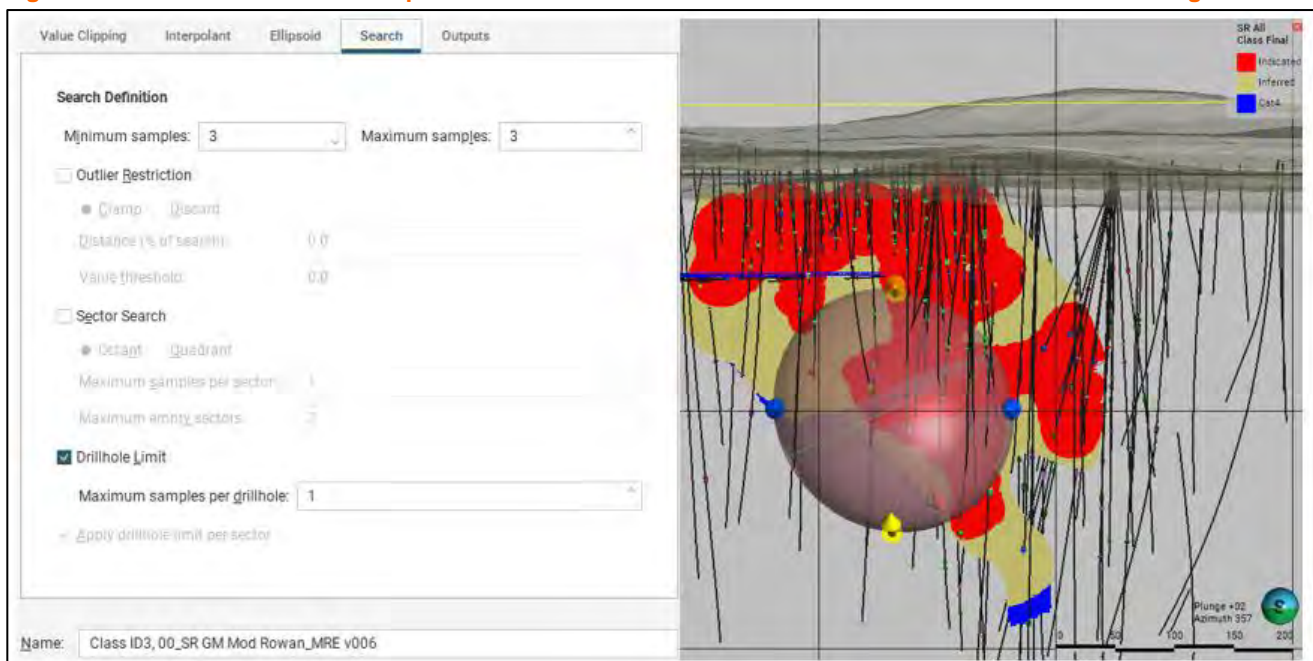 Value Clipping Interpolant Ellipsoid Search Outputs
Search Definition
Minimum samples: 3 Maximum samples: 3
Outlier Restriction
Clamp Discard
Distance (% of search): 0.0
Value threshold: 0.0
Sector Search
Octant Quadrant
Maximum samples per sector: 1
Maximum empty sectors:
Drillhole Limit
Maximum samples per drillhole: 1
Apply drillhole limit per sector
Name: Class ID3, 00_SR GM Mod Rowan_MRE v006
SR All
Class Final
Indicated
Inferred
Cat4
Plunge +02
Azimuth 357
S
0 50 100 150 200